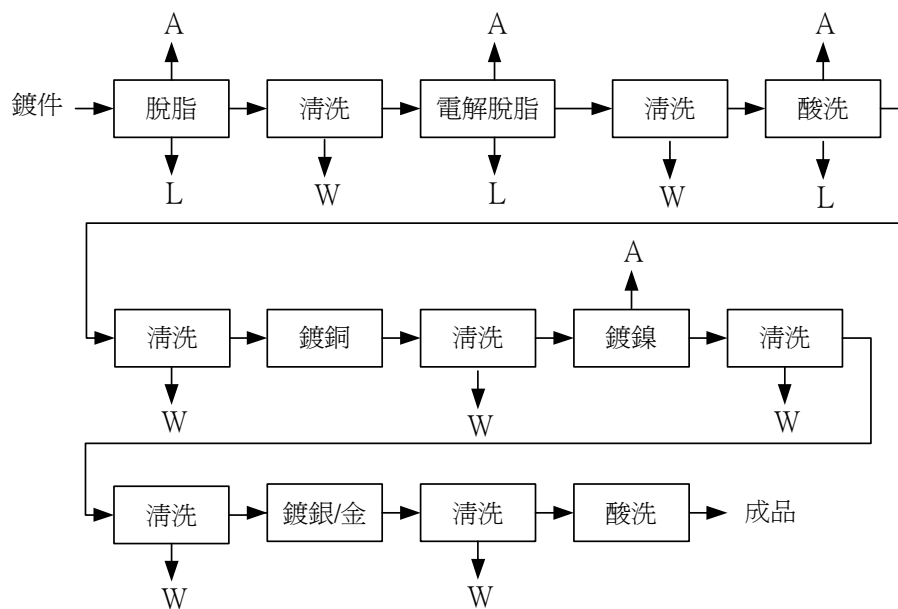 A A A
鍍件 脫脂 清洗 電解脫脂 清洗 酸洗
L W L W L
A
清洗 鍍銅 清洗 鍍鎳 清洗
W W W
清洗 鍍銀/金 清洗 酸洗 成品
W W